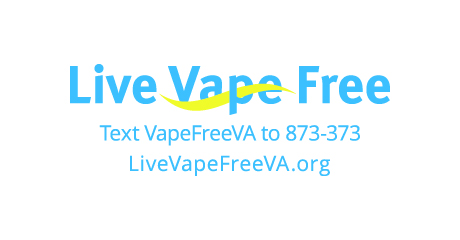 Live Vape Free
Text VapeFreeVA to 873-373
LiveVapeFreeVA.org